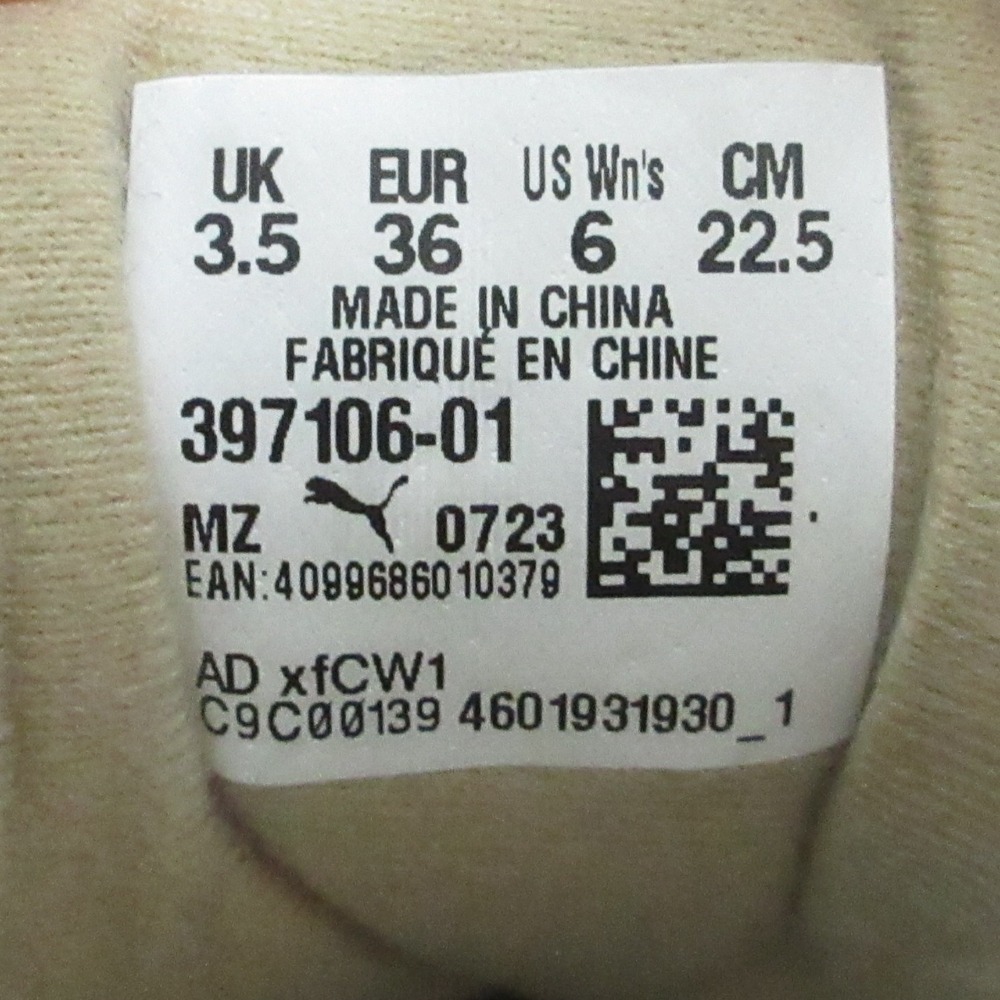 UK EUR US Wn's CM
3.5 36 6 22.5
MADE IN CHINA
FABRIQUÉ EN CHINE
397106-01
MZ 0723
EAN:4099686010379
AD xfCW1
C9C00139 4601931930_1